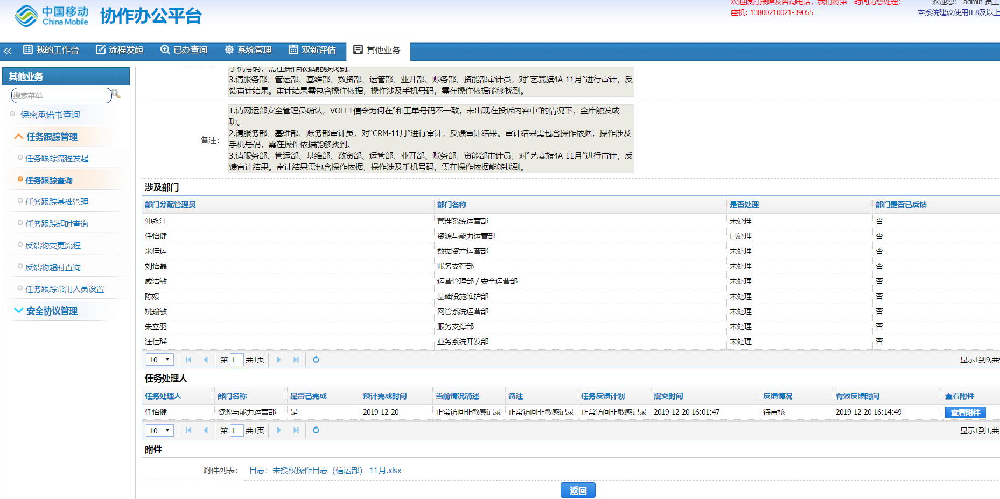 中国移动
China Mobile
协作办公平台
欢迎拨打报障及咨询电话，我们将第一时间为您处理：
座机: 13800210021-39055
欢迎您： admin 员工
本系统建议使用IE8及以上
我的工作台 流程发起 已办查询 系统管理 双新评估 其他业务
其他业务
搜索菜单
保密承诺书查询
任务跟踪管理
任务跟踪流程发起
任务跟踪查询
任务跟踪基础管理
任务跟踪超时查询
反馈物变更流程
反馈物超时查询
任务跟踪常用人员设置
安全协议管理
手机号码，需在操作依据能够找到。
3.请服务部、管运部、基维部、数资部、运管部、业开部、账务部、资能部审计员，对“艺赛旗4A-11月”进行审计，反
馈审计结果。审计结果需包含操作依据，操作涉及手机号码，需在操作依据能够找到。
备注：
1.请网运部安全管理员确认，VOLET信令为何在“和工单号码不一致，未出现在投诉内容中”的情况下，金库触发成
功。
2.请服务部、基维部、账务部审计员，对“CRM-11月”进行审计，反馈审计结果。审计结果需包含操作依据，操作涉及
手机号码，需在操作依据能够找到。
3.请服务部、管运部、基维部、数资部、运管部、业开部、账务部、资能部审计员，对“艺赛旗4A-11月”进行审计，反
馈审计结果。审计结果需包含操作依据，操作涉及手机号码，需在操作依据能够找到。
涉及部门
部门分配管理员 部门名称 是否处理 部门是否已反馈
仲永江 管理系统运营部 未处理 否
任怡健 资源与能力运营部 已处理 否
米佳运 数据资产运营部 未处理 否
刘怡磊 账务支撑部 未处理 否
咸洁敏 运营管理部 / 安全运营部 未处理 否
陈媛 基础设施维护部 未处理 否
姚瑜敏 网管系统运营部 未处理 否
朱立羽 服务支撑部 未处理 否
汪佳瑶 业务系统开发部 未处理 否
10 第 1 共1页 显示1到9,共
任务处理人
任务处理人 部门名称 是否已完成 预计完成时间 当前情况简述 备注 任务反馈计划 提交时间 反馈情况 有效反馈时间 查看附件
任怡健 资源与能力运营部 是 2019-12-20 正常访问非敏感记录 正常访问非敏感记录 正常访问非敏感记录 2019-12-20 16:01:47 待审核 2019-12-20 16:14:49 查看附件
10 第 1 共1页 显示1到1,共
附件
附件列表： 日志：未授权操作日志（信运部）-11月.xlsx
返回